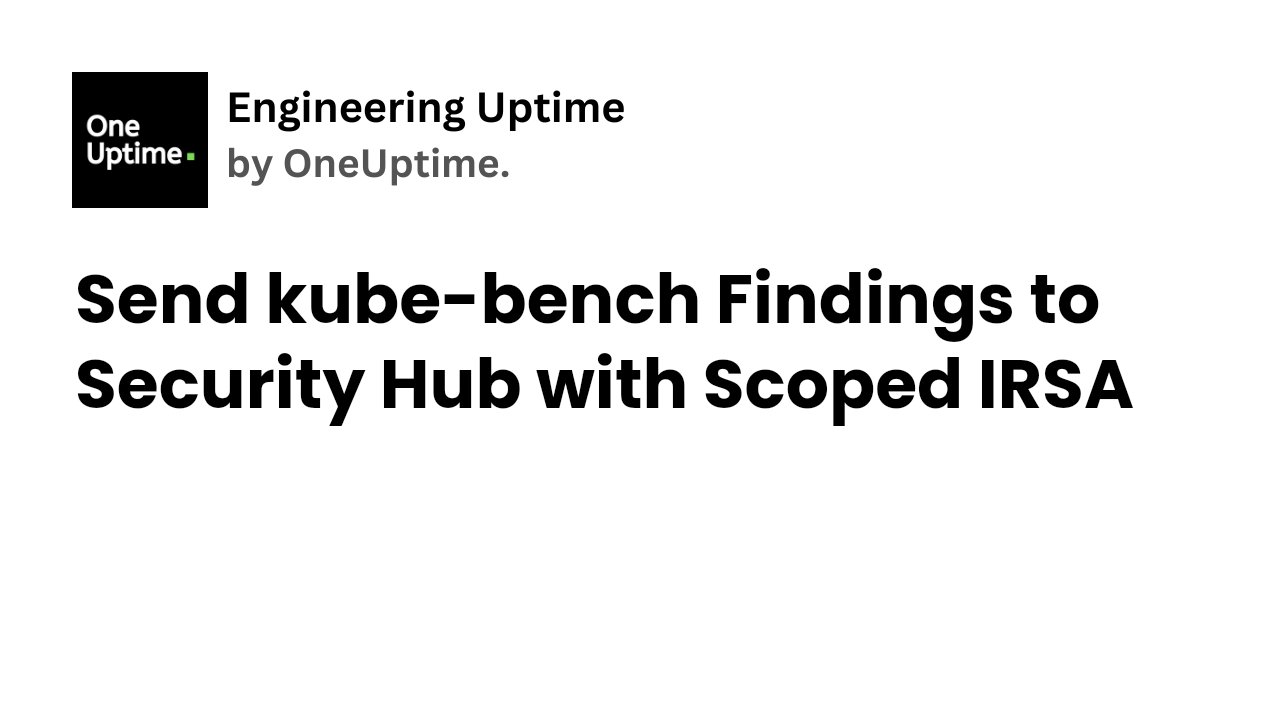 One
Uptime.
Engineering Uptime
by OneUptime.
Send kube-bench Findings to
Security Hub with Scoped IRSA